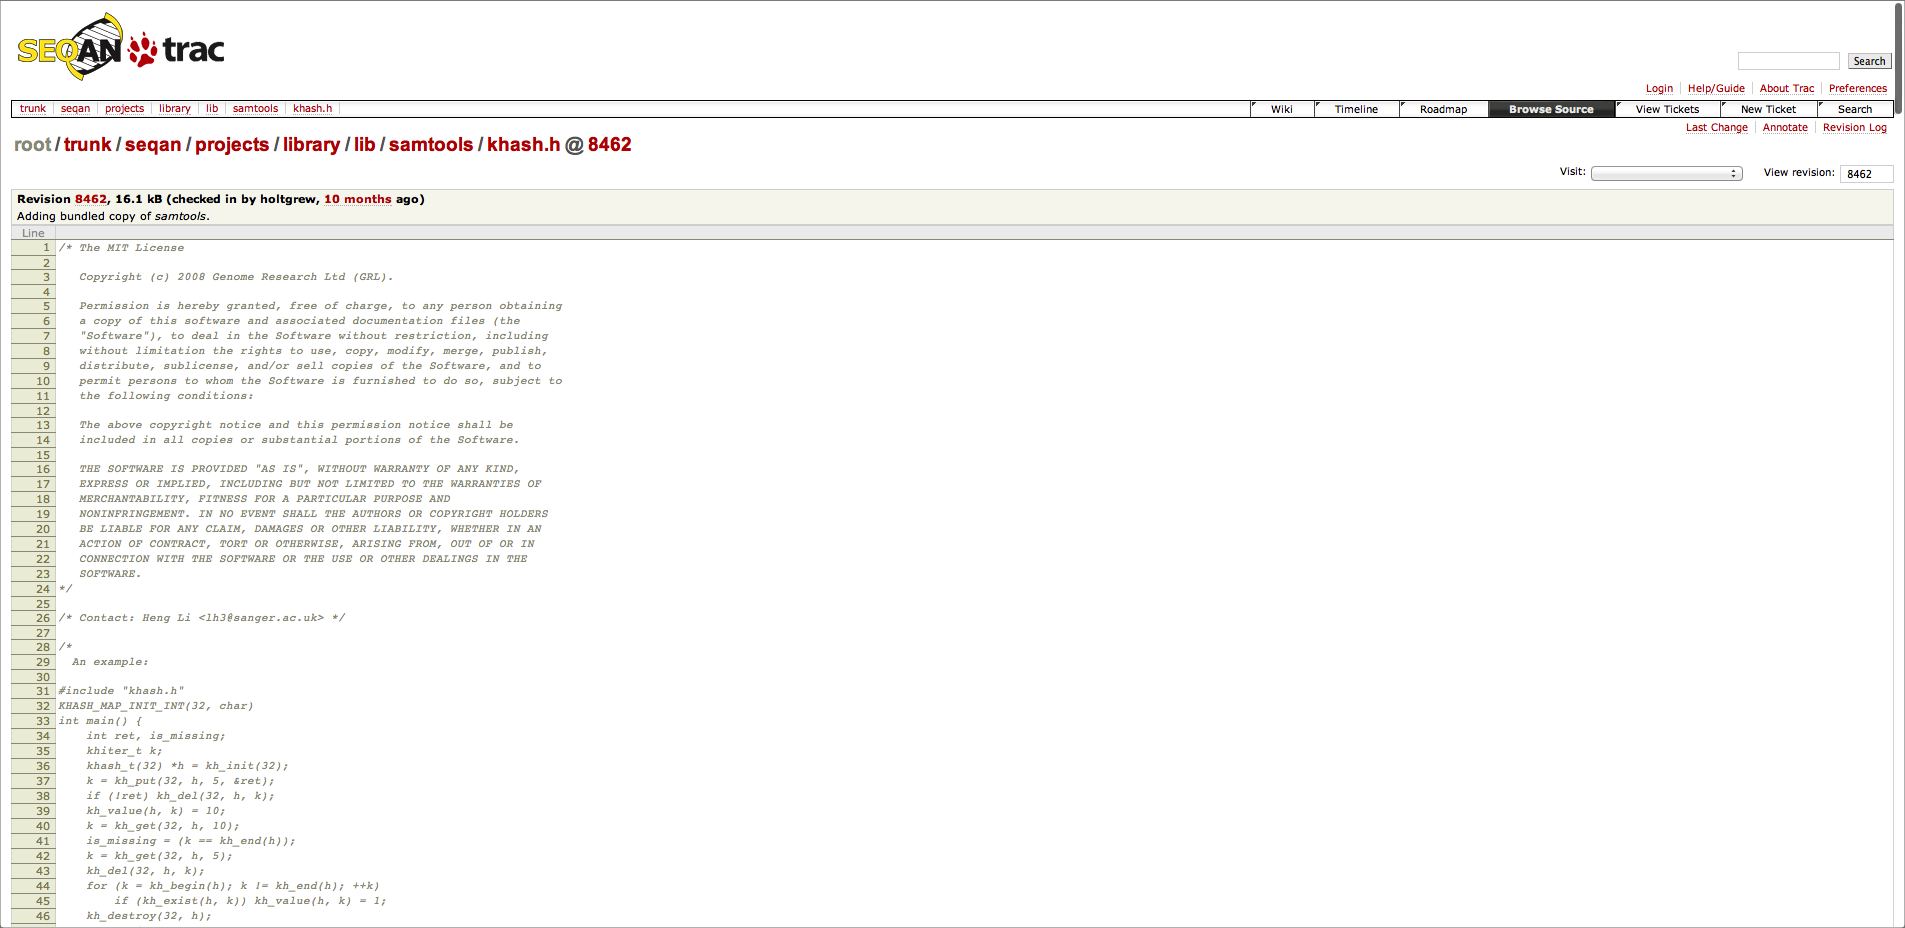 SEQAN trac
Search
Login Help/Guide About Trac Preferences
trunk seqan projects library lib samtools khash.h Wiki Timeline Roadmap Browse Source View Tickets New Ticket Search
Last Change Annotate Revision Log
root / trunk / seqan / projects / library / lib / samtools / khash.h @ 8462
Visit: View revision: 8462
Revision 8462, 16.1 kB (checked in by holtgrew, 10 months ago)
Adding bundled copy of samtools.
Line
1 /* The MIT License
2
3 Copyright (c) 2008 Genome Research Ltd (GRL).
4
5 Permission is hereby granted, free of charge, to any person obtaining
6 a copy of this software and associated documentation files (the
7 "Software"), to deal in the Software without restriction, including
8 without limitation the rights to use, copy, modify, merge, publish,
9 distribute, sublicense, and/or sell copies of the Software, and to
10 permit persons to whom the Software is furnished to do so, subject to
11 the following conditions:
12
13 The above copyright notice and this permission notice shall be
14 included in all copies or substantial portions of the Software.
15
16 THE SOFTWARE IS PROVIDED "AS IS", WITHOUT WARRANTY OF ANY KIND,
17 EXPRESS OR IMPLIED, INCLUDING BUT NOT LIMITED TO THE WARRANTIES OF
18 MERCHANTABILITY, FITNESS FOR A PARTICULAR PURPOSE AND
19 NONINFRINGEMENT. IN NO EVENT SHALL THE AUTHORS OR COPYRIGHT HOLDERS
20 BE LIABLE FOR ANY CLAIM, DAMAGES OR OTHER LIABILITY, WHETHER IN AN
21 ACTION OF CONTRACT, TORT OR OTHERWISE, ARISING FROM, OUT OF OR IN
22 CONNECTION WITH THE SOFTWARE OR THE USE OR OTHER DEALINGS IN THE
23 SOFTWARE.
24 */
25
26 /* Contact: Heng Li <lh3@sanger.ac.uk> */
27
28 /*
29 An example:
30
31 #include "khash.h"
32 KHASH_MAP_INIT_INT(32, char)
33 int main() {
34 int ret, is_missing;
35 khiter_t k;
36 khash_t(32) *h = kh_init(32);
37 k = kh_put(32, h, 5, &ret);
38 if (!ret) kh_del(32, h, k);
39 kh_value(h, k) = 10;
40 k = kh_get(32, h, 10);
41 is_missing = (k == kh_end(h));
42 k = kh_get(32, h, 5);
43 kh_del(32, h, k);
44 for (k = kh_begin(h); k != kh_end(h); ++k)
45 if (kh_exist(h, k)) kh_value(h, k) = 1;
46 kh_destroy(32, h);